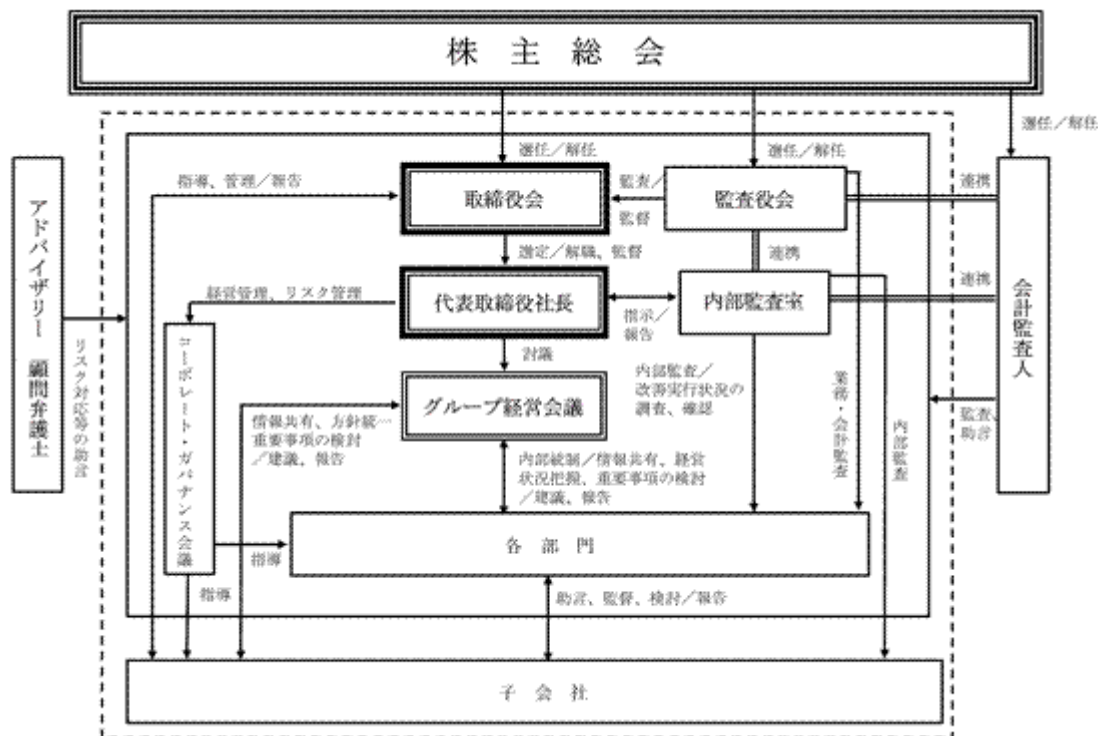 株主総会
選任／解任
選任／解任
選任／解任
アドバイザリー 顧問弁護士
リスク対応等の助言
指導、管理／報告
取締役会
監査／
監督
監査役会
連携
選定／解職、監督
連携
経営管理、リスク管理
代表取締役社長
指示／
報告
内部監査室
連携
会計監査人
コーポレート・ガバナンス会議
討議
内部監査／
改善実行状況の
調査、確認
業務・会計監査
内部監査
監査、
助言
グループ経営会議
情報共有、方針統一
重要事項の検討
／建議、報告
内部統制／情報共有、経営
状況把握、重要事項の検討
／建議、報告
各部門
指導
指導
助言、監督、検討／報告
子会社